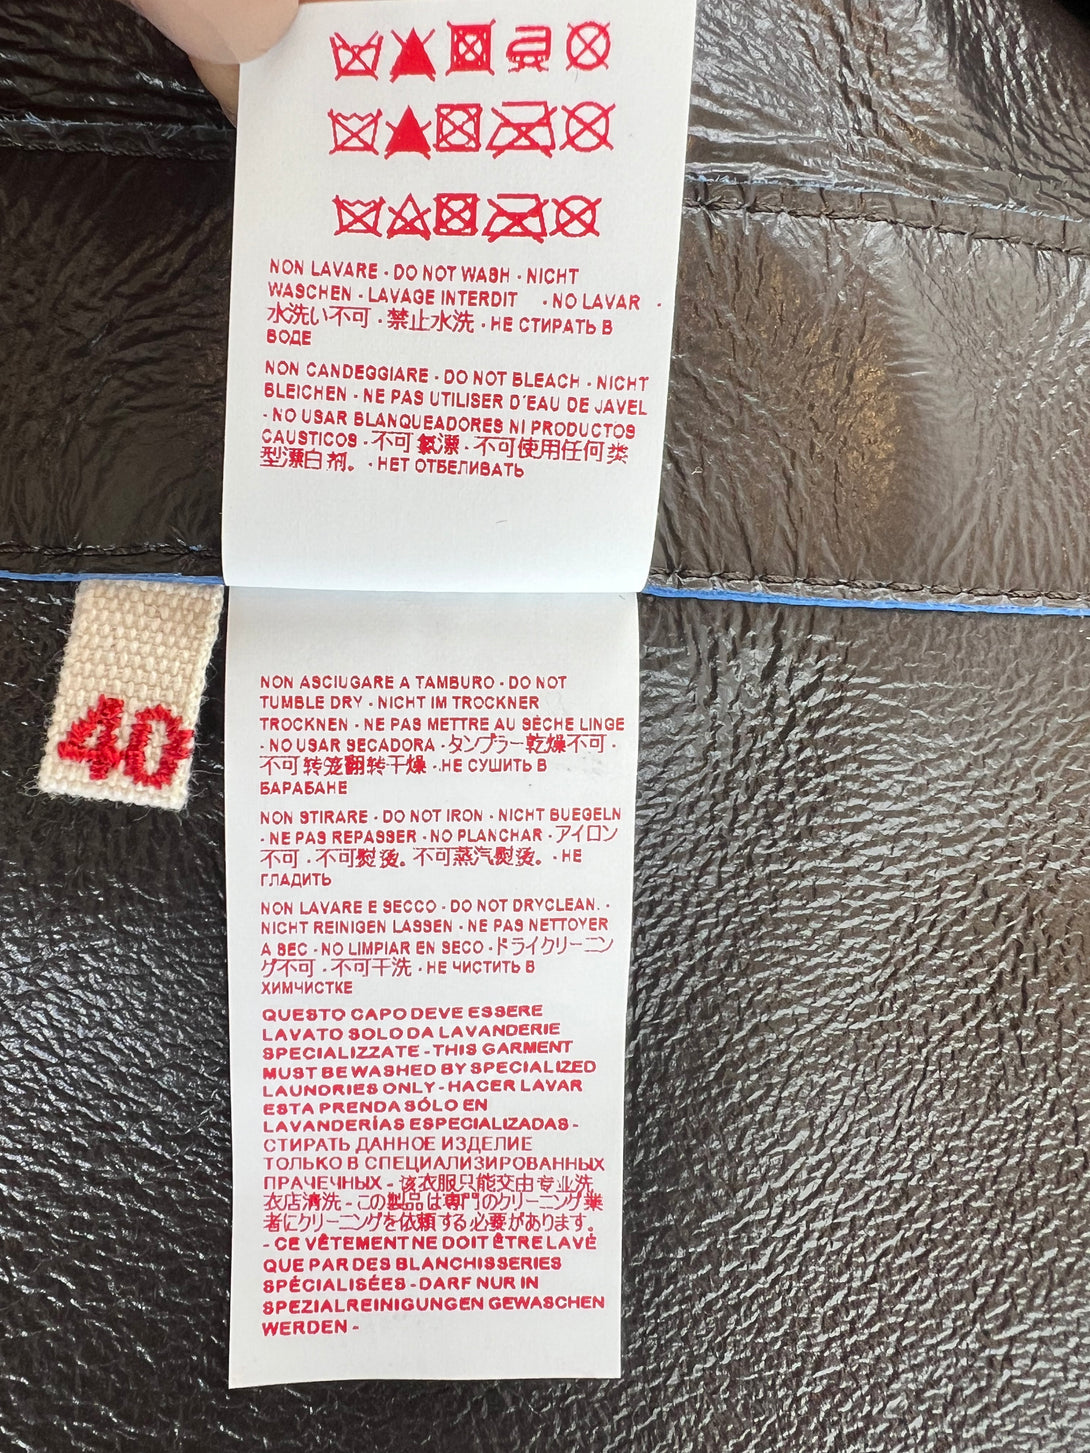 NON LAVARE - DO NOT WASH - NICHT
WASCHEN - LAVAGE INTERDIT - NO LAVAR -
水洗い不可 - 禁止水洗 - НЕ СТИРАТЬ В
ВОДЕ
NON CANDEGGIARE - DO NOT BLEACH - NICHT
BLEICHEN - NE PAS UTILISER D'EAU DE JAVEL
- NO USAR BLANQUEADORES NI PRODUCTOS
CAUSTICOS - 不可氯漂 - 不可使用任何类
型漂白剂。 - НЕТ ОТБЕЛИВАТЬ
40
NON ASCIUGARE A TAMBURO - DO NOT
TUMBLE DRY - NICHT IM TROCKNER
TROCKNEN - NE PAS METTRE AU SÈCHE LINGE
- NO USAR SECADORA - タンブラー乾燥不可 -
不可转笼翻转干燥 - НЕ СУШИТЬ В
БАРАБАНЕ
NON STIRARE - DO NOT IRON - NICHT BUEGELN
- NE PAS REPASSER - NO PLANCHAR - アイロン
不可 - 不可熨烫。不可蒸汽熨烫。 - НЕ
ГЛАДИТЬ
NON LAVARE E SECCO - DO NOT DRYCLEAN. -
NICHT REINIGEN LASSEN - NE PAS NETTOYER
A SEC - NO LIMPIAR EN SECO - ドライクリーニン
グ不可 - 不可干洗 - НЕ ЧИСТИТЬ В
ХИМЧИСТКЕ
QUESTO CAPO DEVE ESSERE
LAVATO SOLO DA LAVANDERIE
SPECIALIZZATE - THIS GARMENT
MUST BE WASHED BY SPECIALIZED
LAUNDRIES ONLY - HACER LAVAR
ESTA PRENDA SÓLO EN
LAVANDERÍAS ESPECIALIZADAS -
СТИРАТЬ ДАННОЕ ИЗДЕЛИЕ
ТОЛЬКО В СПЕЦИАЛИЗИРОВАННЫХ
ПРАЧЕЧНЫХ - 该衣服只能交由专业洗
衣店清洗 - この製品は専門のクリーニング業
者にクリーニングを依頼する必要があります。
- CE VÊTEMENT NE DOIT ÊTRE LAVÉ
QUE PAR DES BLANCHISSERIES
SPÉCIALISÉES - DARF NUR IN
SPEZIALREINIGUNGEN GEWASCHEN
WERDEN -